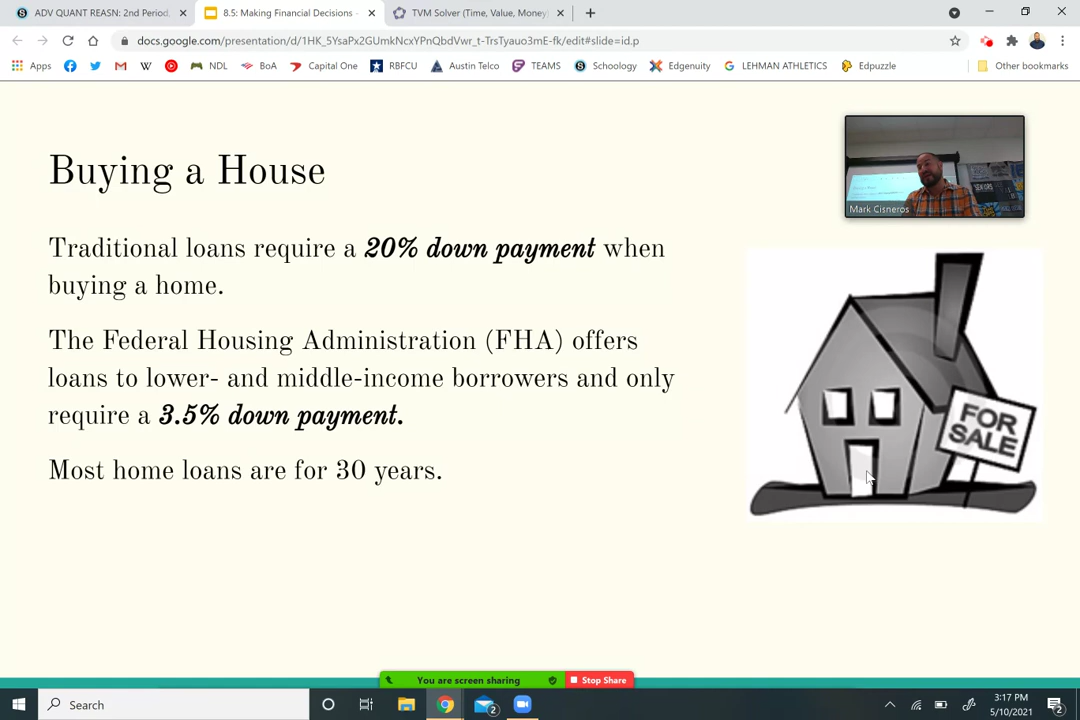 ADV QUANT REASN: 2nd Period,
8.5: Making Financial Decisions -
TVM Solver (Time, Value, Money)
docs.google.com/presentation/d/1HK_5YsaPx2GUmkNcxYPnQbdVwr_t-TrsTyauo3mE-fk/edit#slide=id.p
Apps
M
W
NDL
BoA
Capital One
RBFCU
Austin Telco
TEAMS
S
Schoology
Edgenuity
G
LEHMAN ATHLETICS
Edpuzzle
Other bookmarks
Buying a House
Mark Cisneros
Traditional loans require a 20% down payment when
buying a home.
The Federal Housing Administration (FHA) offers
loans to lower- and middle-income borrowers and only
require a 3.5% down payment.
Most home loans are for 30 years.
FOR
SALE
You are screen sharing
Stop Share
Search
2
3:17 PM
5/10/2021
2